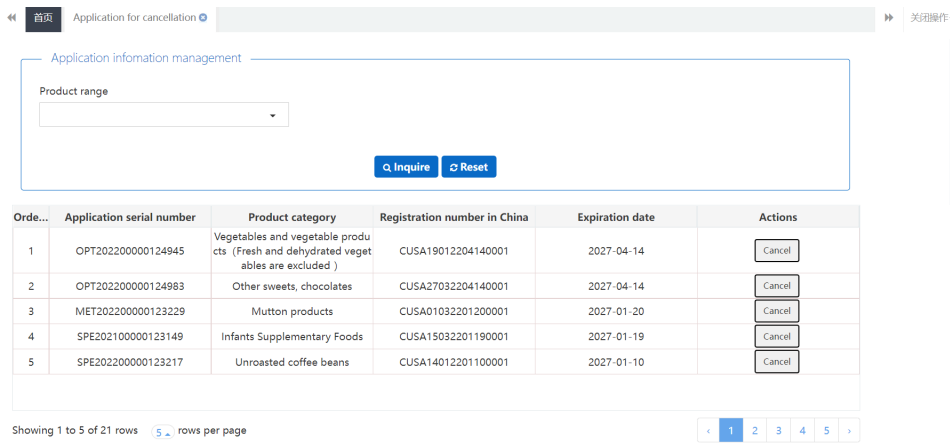 首页 Application for cancellation 关闭操作
Application infomation management
Product range
Inquire Reset
Orde... Application serial number Product category Registration number in China Expiration date Actions
1 OPT202200000124945 Vegetables and vegetable produ
cts（Fresh and dehydrated veget
ables are excluded ） CUSA19012204140001 2027-04-14 Cancel
2 OPT202200000124983 Other sweets, chocolates CUSA27032204140001 2027-04-14 Cancel
3 MET202200000123229 Mutton products CUSA01032201200001 2027-01-20 Cancel
4 SPE202100000123149 Infants Supplementary Foods CUSA15032201190001 2027-01-19 Cancel
5 SPE202200000123217 Unroasted coffee beans CUSA14012201100001 2027-01-10 Cancel
Showing 1 to 5 of 21 rows 5 rows per page ‹ 1 2 3 4 5 ›